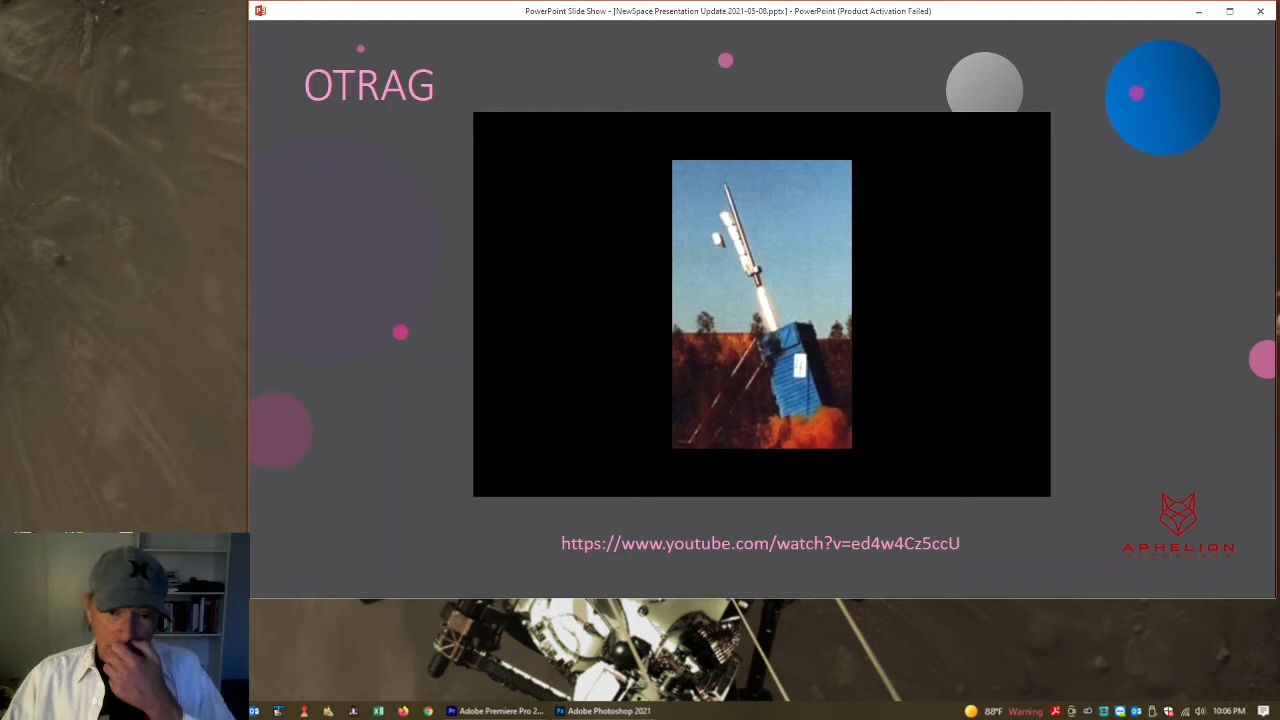 PowerPoint Slide Show - [NewSpace Presentation Update 2021-05-08.pptx] - PowerPoint (Product Activation Failed)
OTRAG
https://www.youtube.com/watch?v=ed4w4Cz5ccU
APHELION
Adobe Premiere Pro 2...
Adobe Photoshop 2021
88°F Warning
10:06 PM